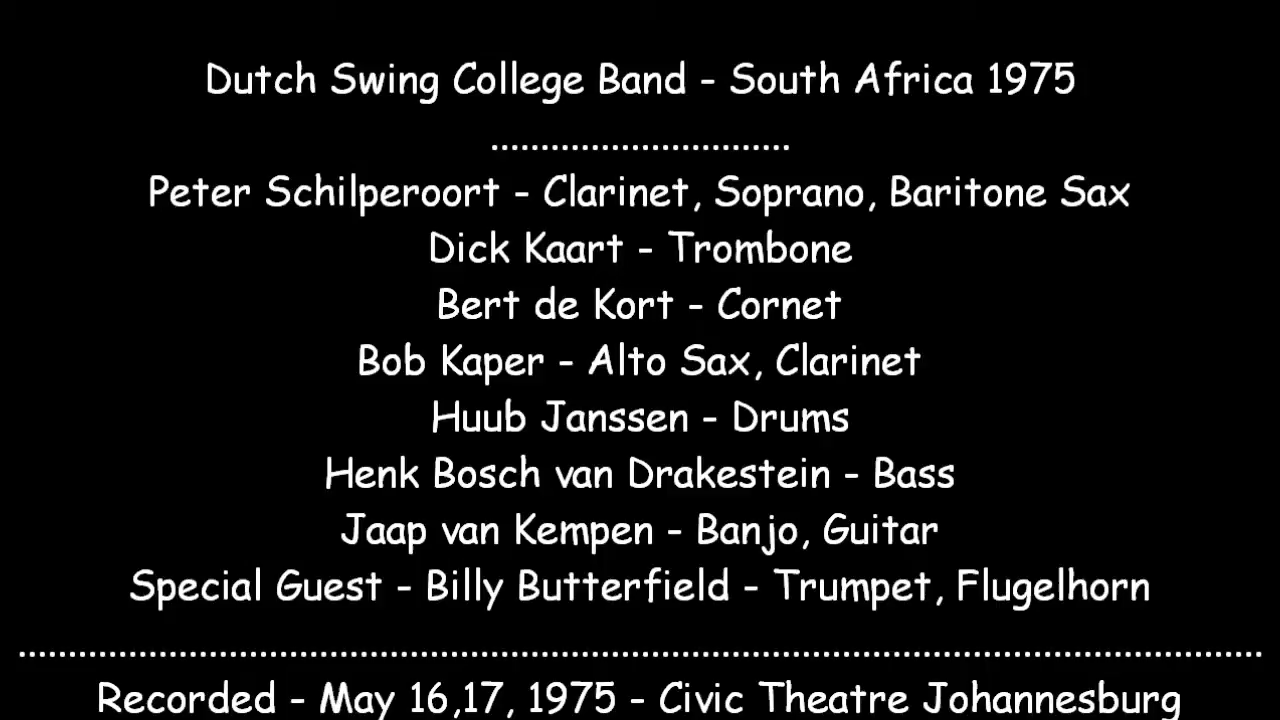 Dutch Swing College Band - South Africa 1975
..............................
Peter Schilperoort - Clarinet, Soprano, Baritone Sax
Dick Kaart - Trombone
Bert de Kort - Cornet
Bob Kaper - Alto Sax, Clarinet
Huub Janssen - Drums
Henk Bosch van Drakestein - Bass
Jaap van Kempen - Banjo, Guitar
Special Guest - Billy Butterfield - Trumpet, Flugelhorn
............................................................................................................................
Recorded - May 16,17, 1975 - Civic Theatre Johannesburg